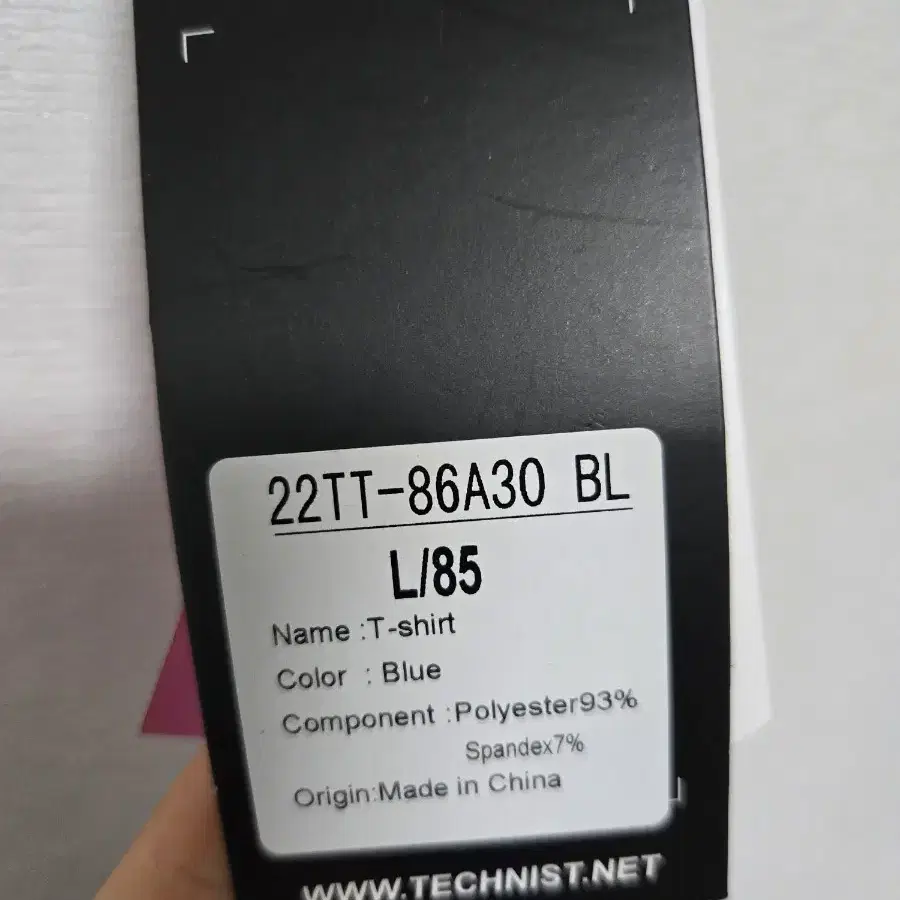 22TT-86A30 BL
L/85
Name :T-shirt
Color : Blue
Component :Polyester93%
Spandex7%
Origin:Made in China
WWW.TECHNIST.NET